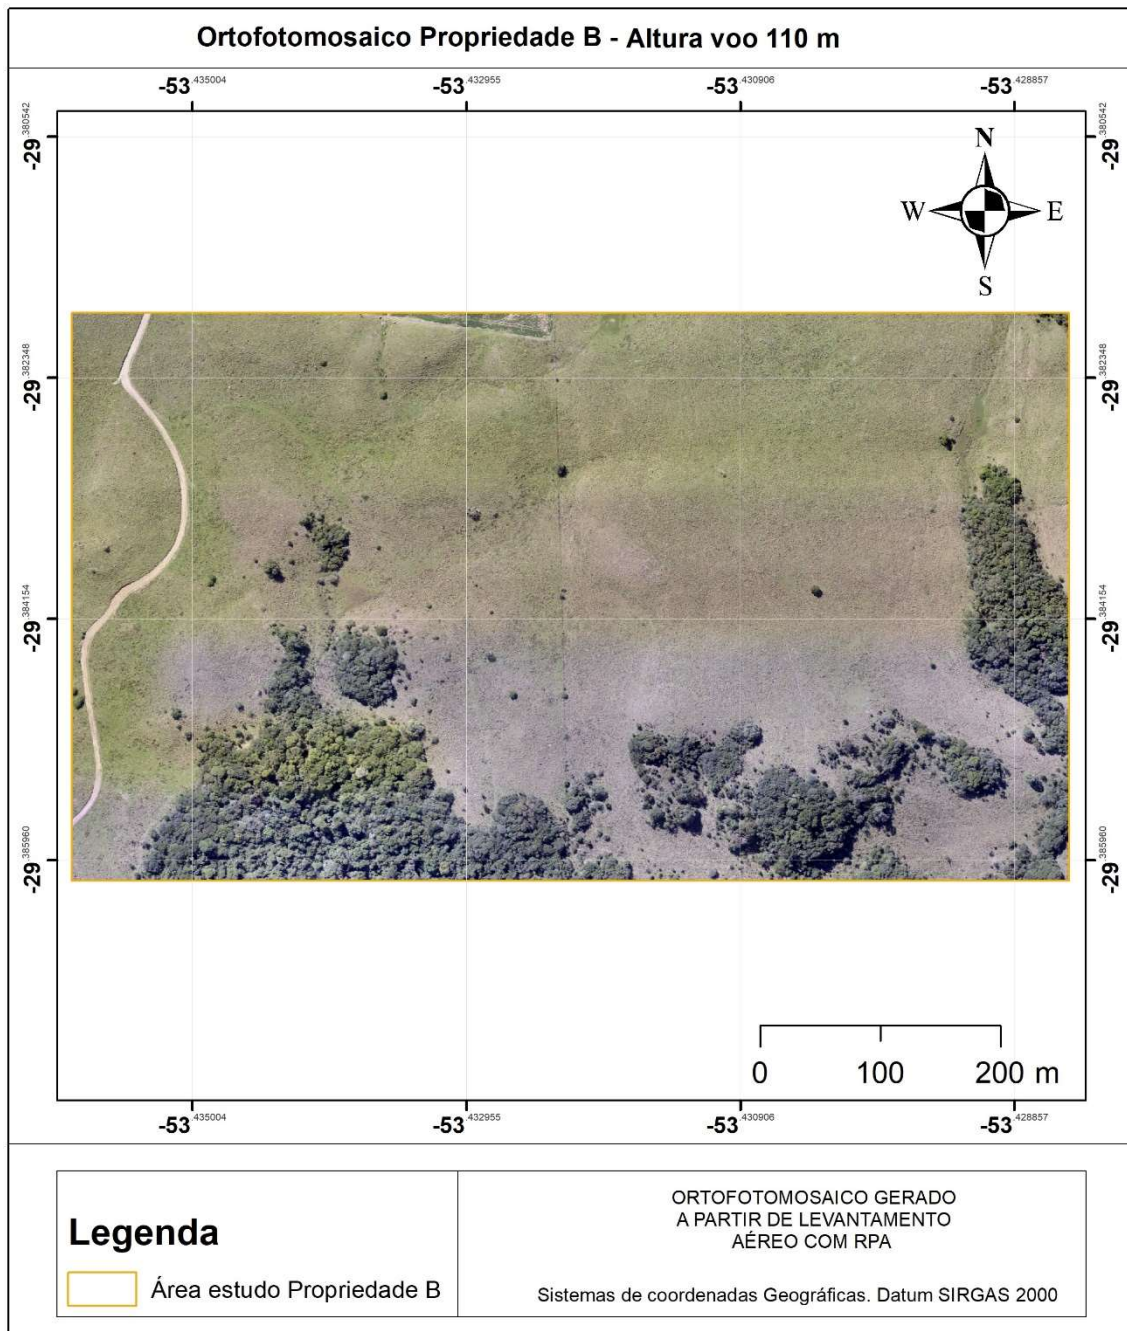 Ortofotomosaico Propriedade B - Altura voo 110 m
-53.435004 -53.432955 -53.430906 -53.428857
-29.380542 -29.380542
N
W E
S
-29.382348 -29.382348
-29.384154 -29.384154
-29.385960 -29.385960
0 100 200 m
-53.435004 -53.432955 -53.430906 -53.428857
Legenda
Área estudo Propriedade B
ORTOFOTOMOSAICO GERADO
A PARTIR DE LEVANTAMENTO
AÉREO COM RPA
Sistemas de coordenadas Geográficas. Datum SIRGAS 2000